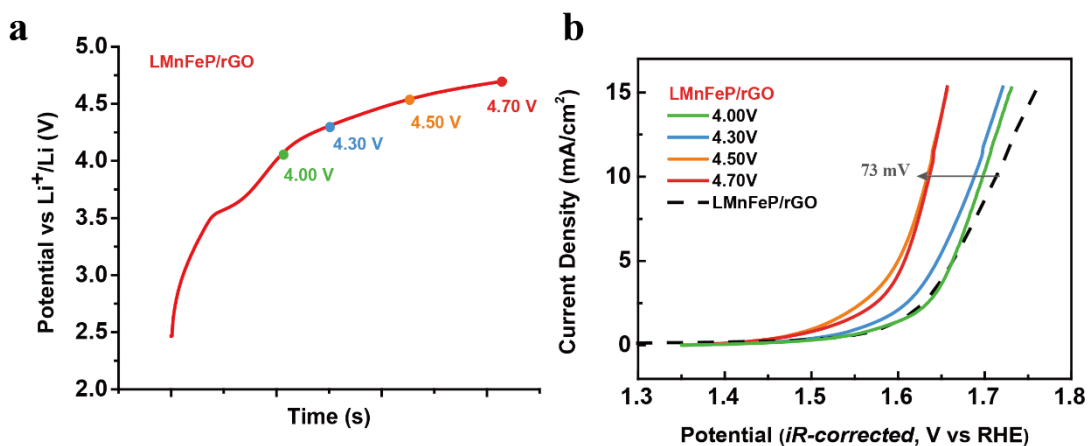 a
LMnFeP/rGO
5.0
4.5
4.0
3.5
3.0
2.5
2.0
Potential vs Li⁺/Li (V)
4.00 V
4.30 V
4.50 V
4.70 V
Time (s)
b
15
10
5
0
Current Density (mA/cm²)
LMnFeP/rGO
4.00V
4.30V
4.50V
4.70V
LMnFeP/rGO
73 mV
1.3 1.4 1.5 1.6 1.7 1.8
Potential (iR-corrected, V vs RHE)